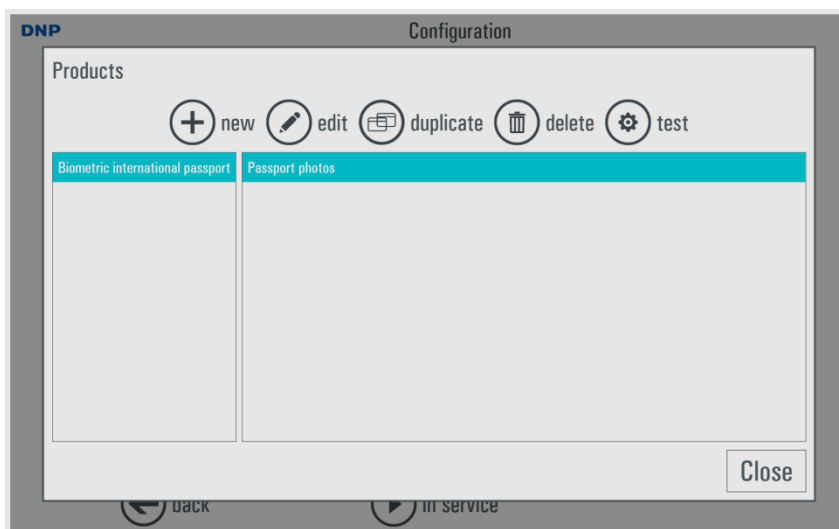 DNP Configuration
Products
new edit duplicate delete test
Biometric international passport Passport photos
Close
back in service